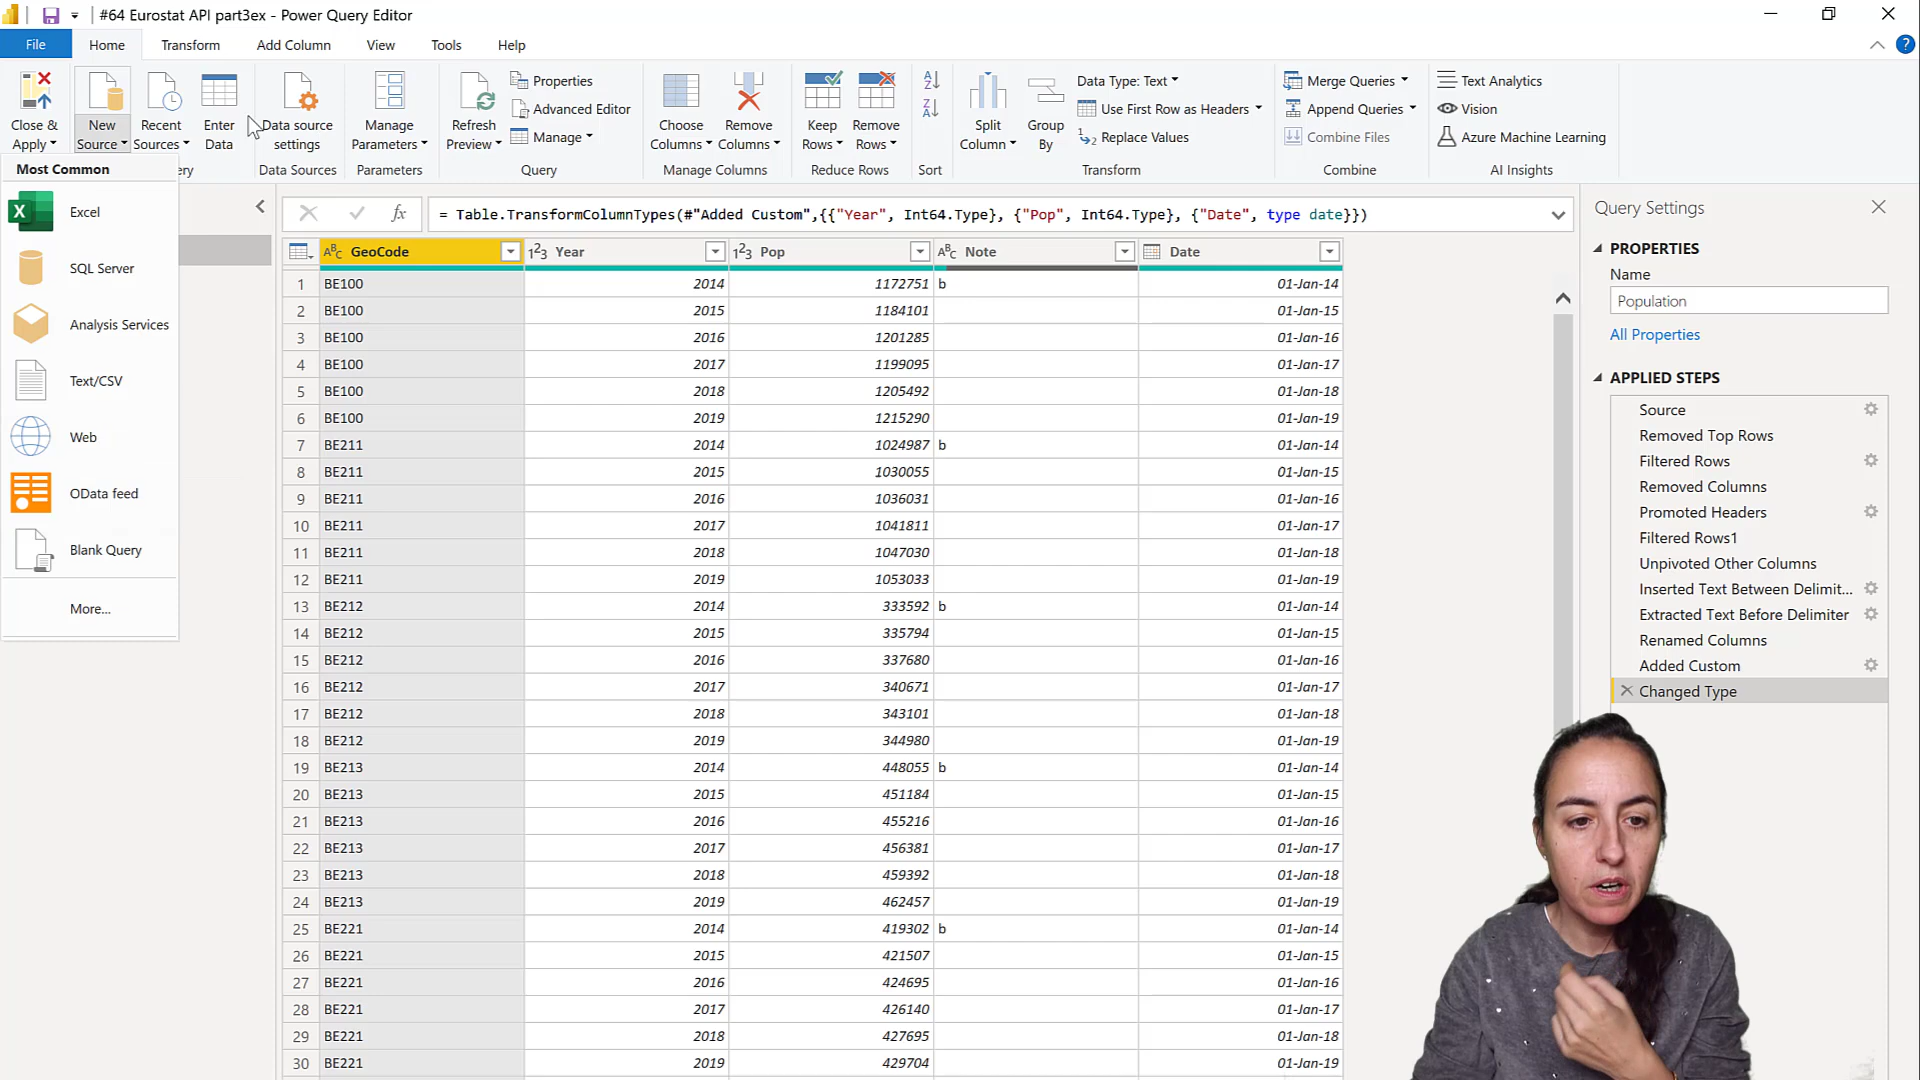 #64 Eurostat API part3ex - Power Query Editor
File Home Transform Add Column View Tools Help
Close & Apply
New Source
Recent Sources
Enter Data
Data source settings
Manage Parameters
Refresh Preview
Properties
Advanced Editor
Manage
Choose Columns
Remove Columns
Keep Rows
Remove Rows
Split Column
Group By
Data Type: Text
Use First Row as Headers
Replace Values
Merge Queries
Append Queries
Combine Files
Text Analytics
Vision
Azure Machine Learning
ry
Data Sources
Parameters
Query
Manage Columns
Reduce Rows
Sort
Transform
Combine
AI Insights
Most Common
Excel
SQL Server
Analysis Services
Text/CSV
Web
OData feed
Blank Query
More...
fx = Table.TransformColumnTypes(#"Added Custom",{{"Year", Int64.Type}, {"Pop", Int64.Type}, {"Date", type date}})
ABC GeoCode 123 Year 123 Pop ABC Note Date
1 BE100 2014 1172751 b 01-Jan-14
2 BE100 2015 1184101 01-Jan-15
3 BE100 2016 1201285 01-Jan-16
4 BE100 2017 1199095 01-Jan-17
5 BE100 2018 1205492 01-Jan-18
6 BE100 2019 1215290 01-Jan-19
7 BE211 2014 1024987 b 01-Jan-14
8 BE211 2015 1030055 01-Jan-15
9 BE211 2016 1036031 01-Jan-16
10 BE211 2017 1041811 01-Jan-17
11 BE211 2018 1047030 01-Jan-18
12 BE211 2019 1053033 01-Jan-19
13 BE212 2014 333592 b 01-Jan-14
14 BE212 2015 335794 01-Jan-15
15 BE212 2016 337680 01-Jan-16
16 BE212 2017 340671 01-Jan-17
17 BE212 2018 343101 01-Jan-18
18 BE212 2019 344980 01-Jan-19
19 BE213 2014 448055 b 01-Jan-14
20 BE213 2015 451184 01-Jan-15
21 BE213 2016 455216 01-Jan-16
22 BE213 2017 456381 01-Jan-17
23 BE213 2018 459392 01-Jan-18
24 BE213 2019 462457 01-Jan-19
25 BE221 2014 419302 b 01-Jan-14
26 BE221 2015 421507 01-Jan-15
27 BE221 2016 424695 01-Jan-16
28 BE221 2017 426140 01-Jan-17
29 BE221 2018 427695 01-Jan-18
30 BE221 2019 429704 01-Jan-19
Query Settings
PROPERTIES
Name
Population
All Properties
APPLIED STEPS
Source
Removed Top Rows
Filtered Rows
Removed Columns
Promoted Headers
Filtered Rows1
Unpivoted Other Columns
Inserted Text Between Delimit...
Extracted Text Before Delimiter
Renamed Columns
Added Custom
Changed Type